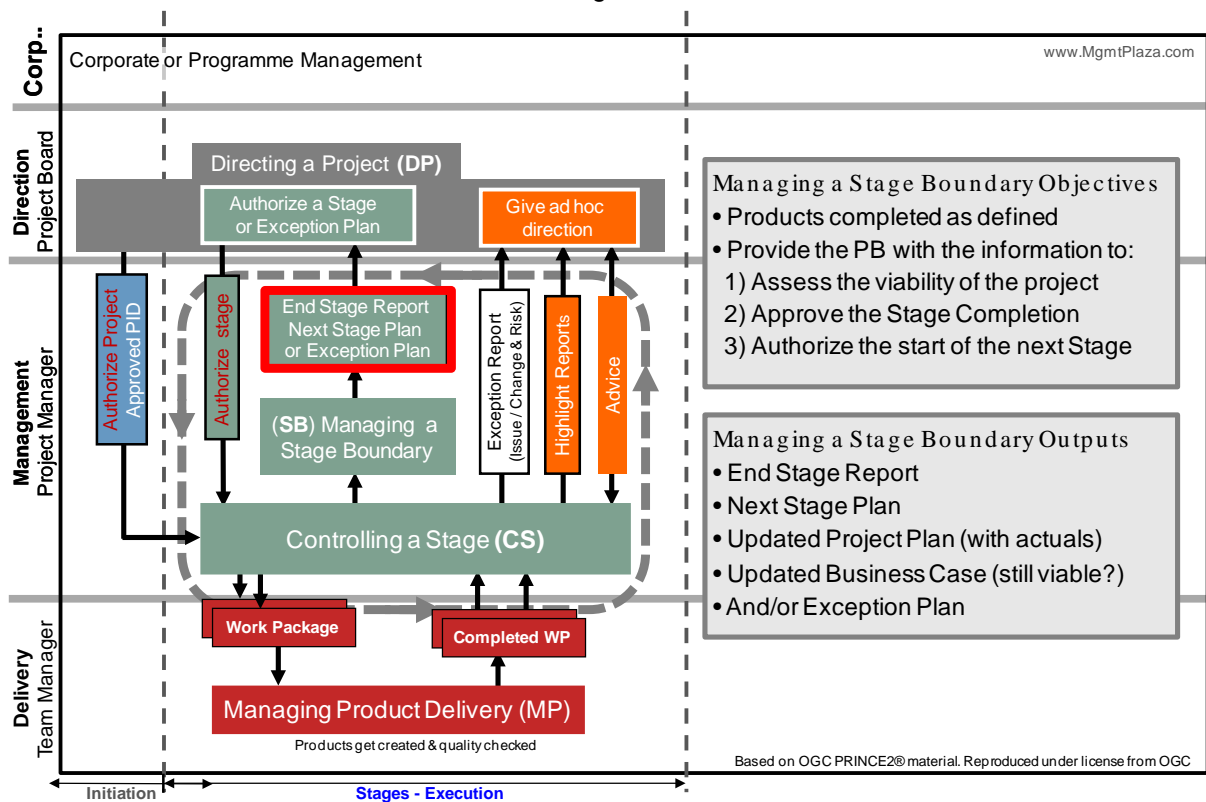 Corp..
Corporate or Programme Management
www.MgmtPlaza.com
Direction
Project Board
Directing a Project (DP)
Authorize a Stage
or Exception Plan
Give ad hoc
direction
Management
Project Manager
Authorize Project
Approved PID
Authorize stage
End Stage Report
Next Stage Plan
or Exception Plan
(SB) Managing a
Stage Boundary
Exception Report
(Issue / Change & Risk)
Highlight Reports
Advice
Controlling a Stage (CS)
Delivery
Team Manager
Work Package
Completed WP
Managing Product Delivery (MP)
Products get created & quality checked
Managing a Stage Boundary Objectives
• Products completed as defined
• Provide the PB with the information to:
1) Assess the viability of the project
2) Approve the Stage Completion
3) Authorize the start of the next Stage
Managing a Stage Boundary Outputs
• End Stage Report
• Next Stage Plan
• Updated Project Plan (with actuals)
• Updated Business Case (still viable?)
• And/or Exception Plan
Based on OGC PRINCE2® material. Reproduced under license from OGC
Initiation
Stages - Execution